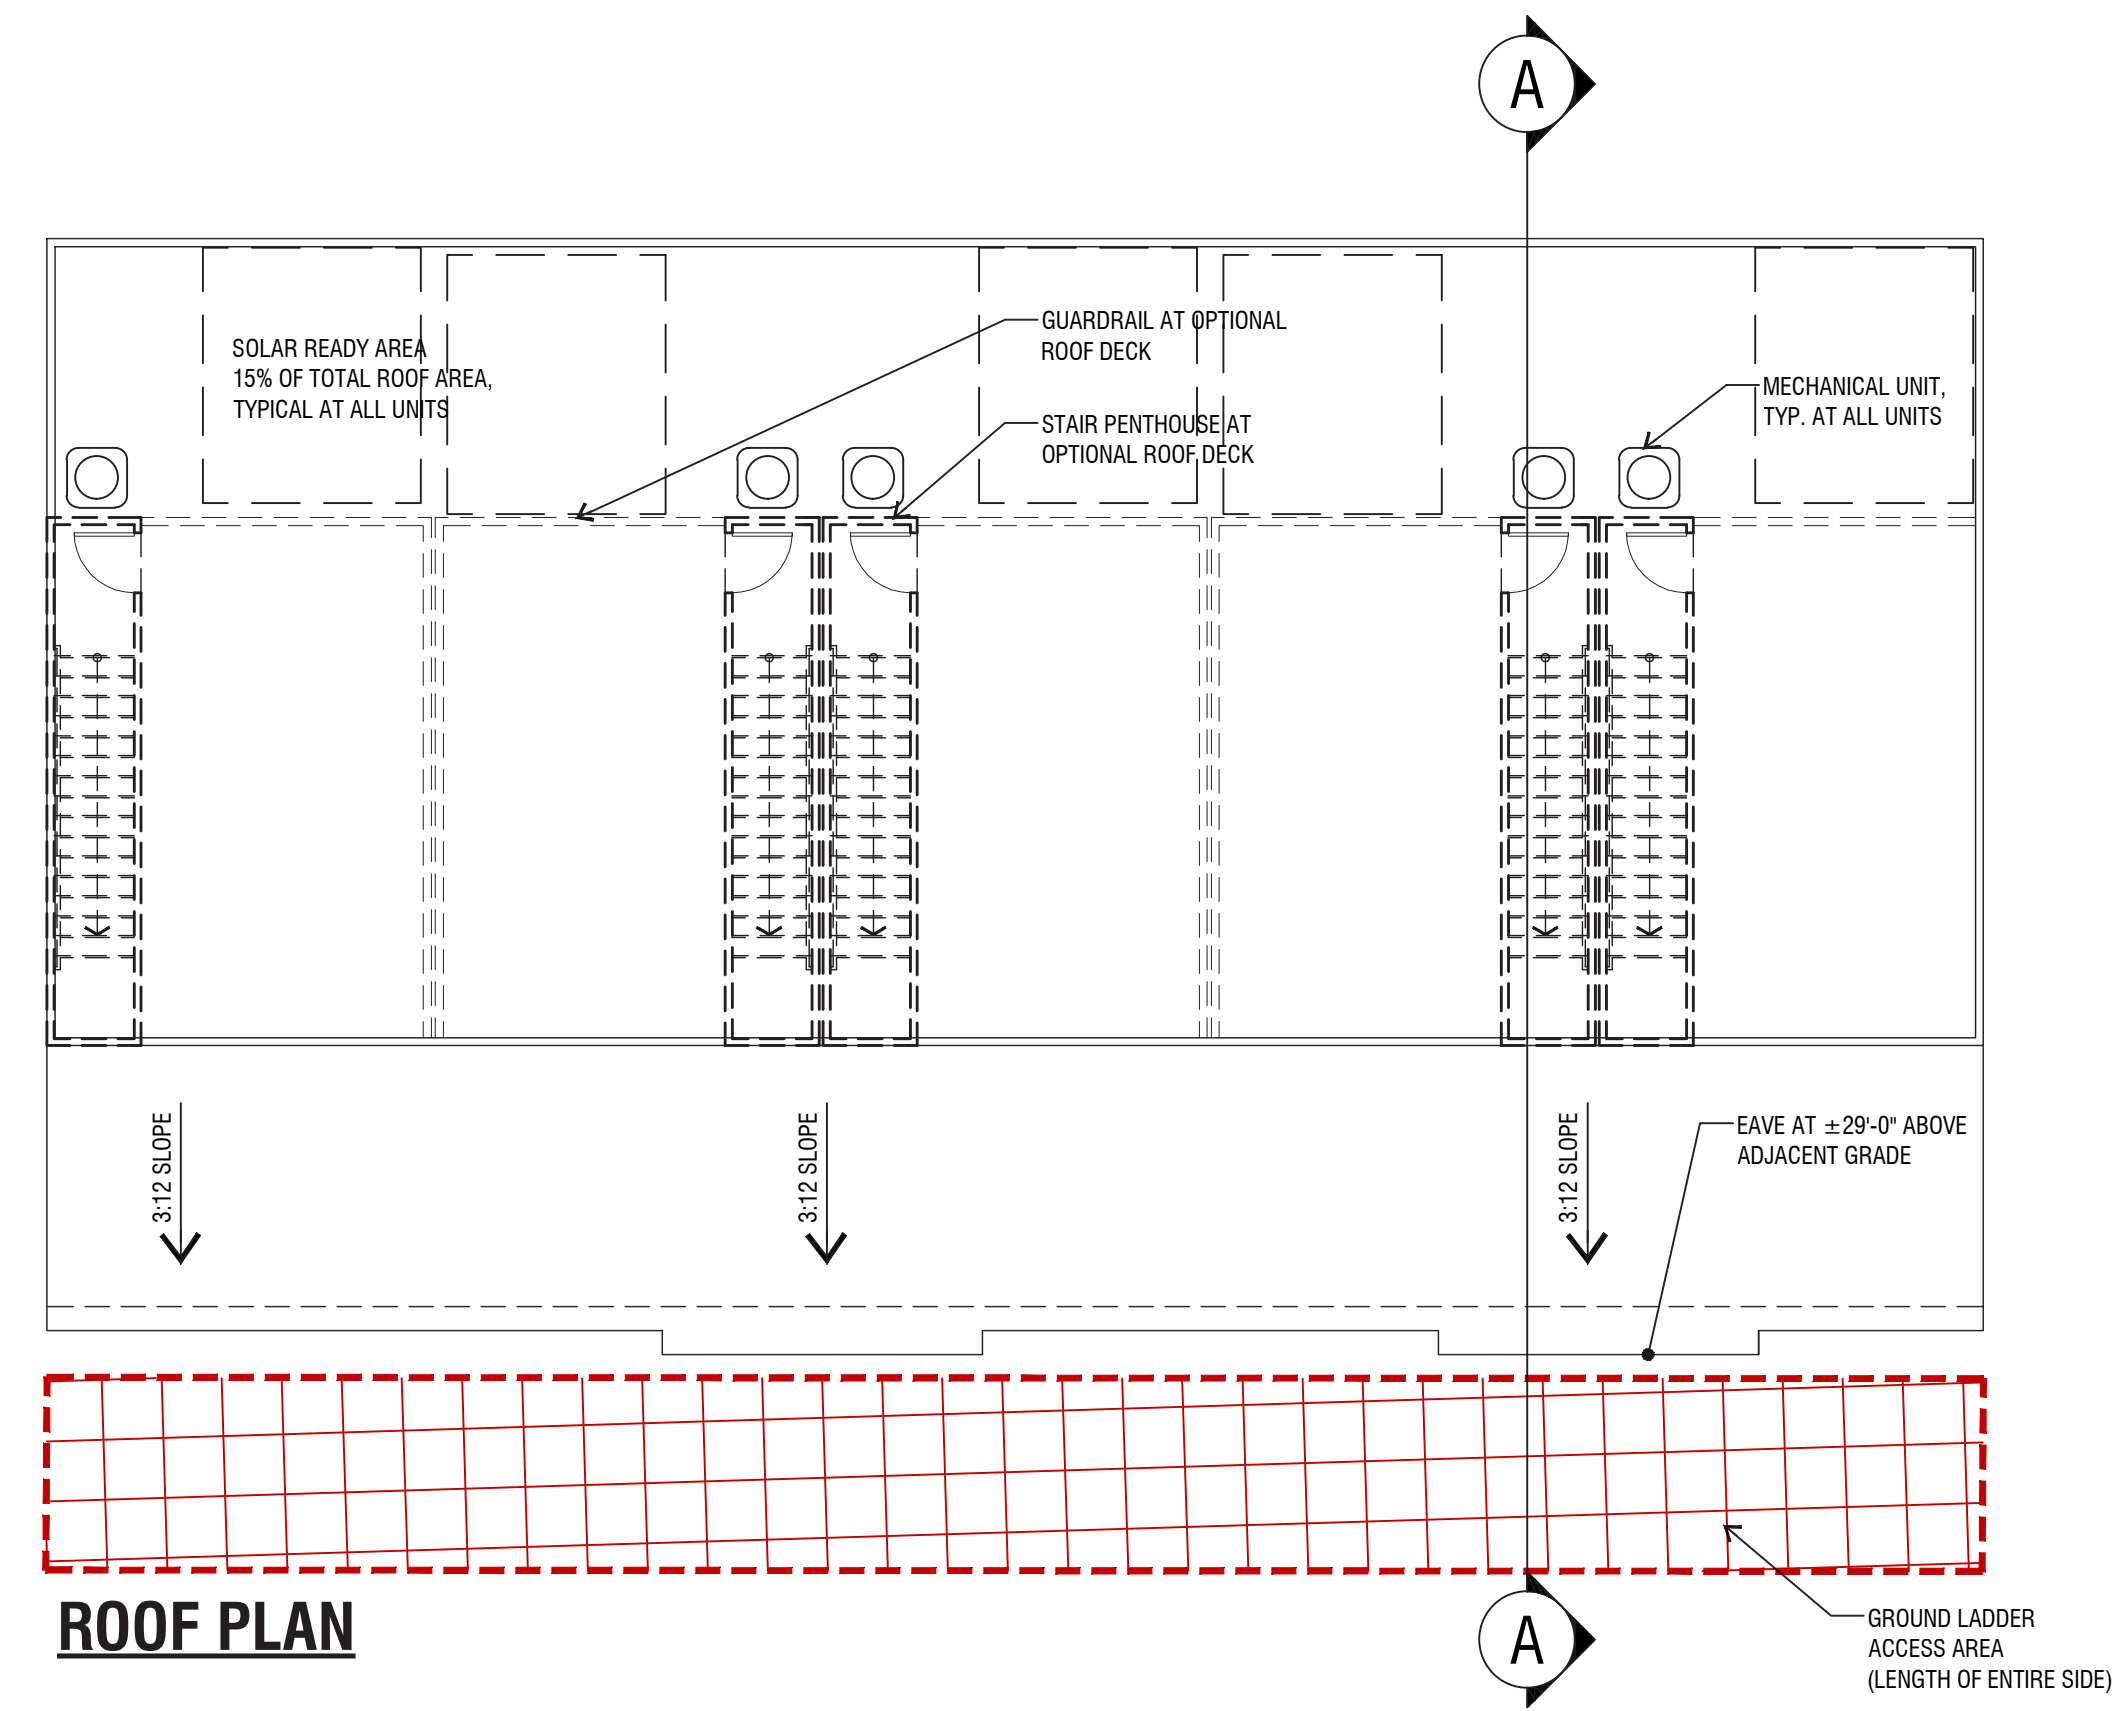 A
GUARDRAIL AT OPTIONAL
ROOF DECK
SOLAR READY AREA
15% OF TOTAL ROOF AREA,
TYPICAL AT ALL UNITS
STAIR PENTHOUSE AT
OPTIONAL ROOF DECK
MECHANICAL UNIT,
TYP. AT ALL UNITS
3:12 SLOPE
3:12 SLOPE
3:12 SLOPE
EAVE AT ±29'-0" ABOVE
ADJACENT GRADE
ROOF PLAN
A
GROUND LADDER
ACCESS AREA
(LENGTH OF ENTIRE SIDE)